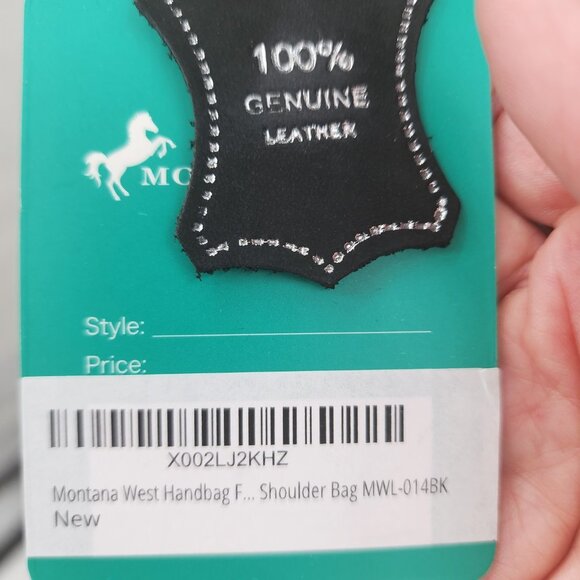 100%
GENUINE
LEATHER
MC
Style:
Price:
X002LJ2KHZ
Montana West Handbag F... Shoulder Bag MWL-014BK
New